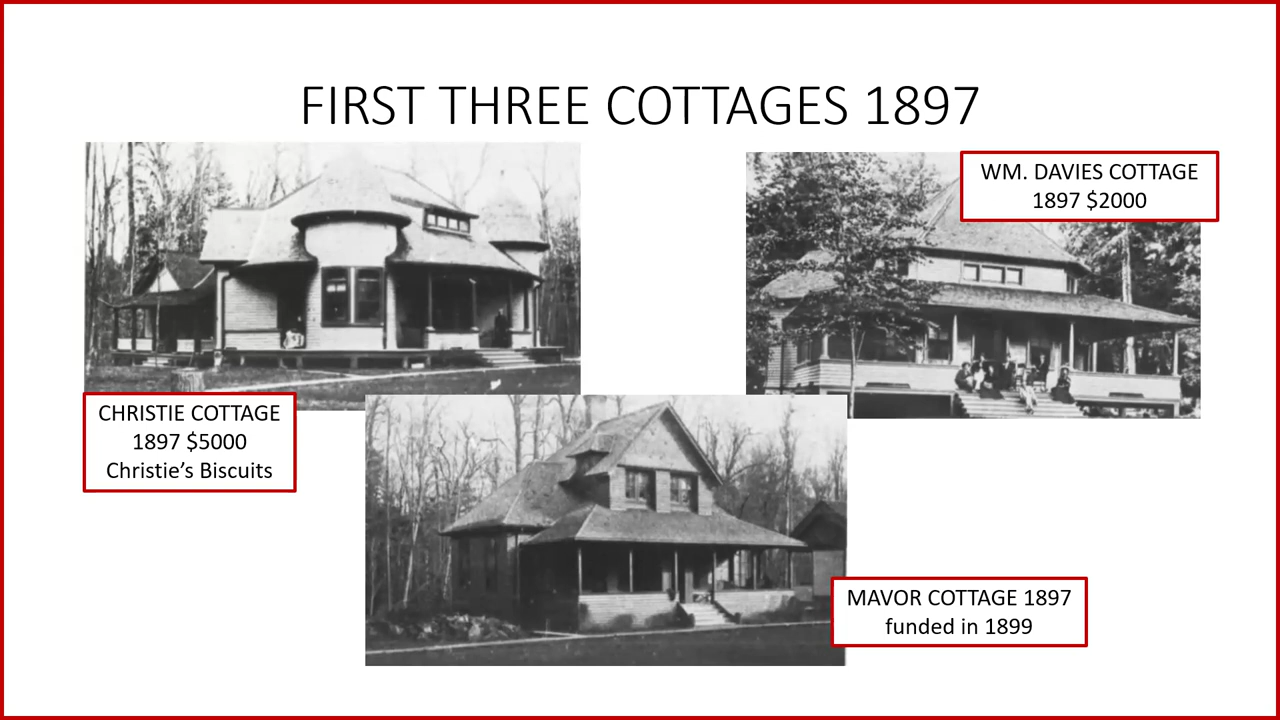 FIRST THREE COTTAGES 1897
WM. DAVIES COTTAGE
1897 $2000
CHRISTIE COTTAGE
1897 $5000
Christie’s Biscuits
MAVOR COTTAGE 1897
funded in 1899